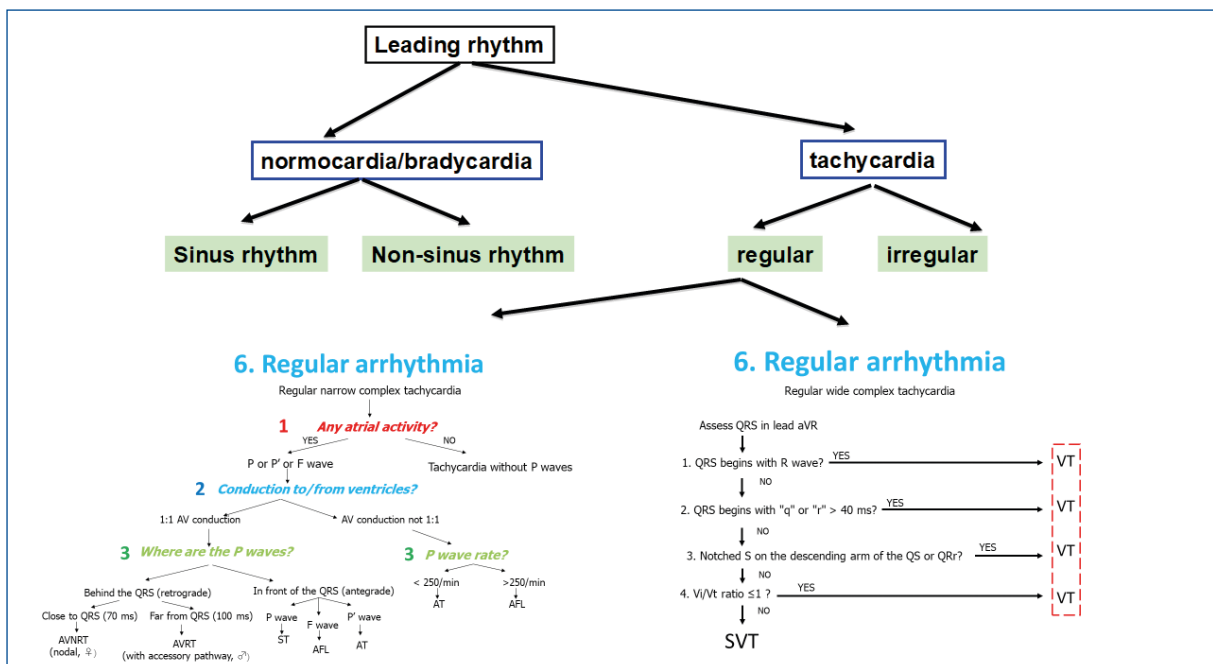 Leading rhythm
normocardia/bradycardia
tachycardia
Sinus rhythm
Non-sinus rhythm
regular
irregular
6. Regular arrhythmia
Regular narrow complex tachycardia
1 Any atrial activity?
YES
NO
P or P' or F wave
Tachycardia without P waves
2 Conduction to/from ventricles?
1:1 AV conduction
AV conduction not 1:1
3 Where are the P waves?
3 P wave rate?
Behind the QRS (retrograde)
In front of the QRS (antegrade)
< 250/min
>250/min
AT
AFL
Close to QRS (70 ms)
Far from QRS (100 ms)
P wave
F wave
P' wave
AVNRT
(nodal, ♀)
AVRT
(with accessory pathway, ♂)
ST
AFL
AT
6. Regular arrhythmia
Regular wide complex tachycardia
Assess QRS in lead aVR
1. QRS begins with R wave?
YES
VT
NO
2. QRS begins with "q" or "r" > 40 ms?
YES
VT
NO
3. Notched S on the descending arm of the QS or QRr?
YES
VT
NO
4. Vi/Vt ratio ≤1 ?
YES
VT
NO
SVT